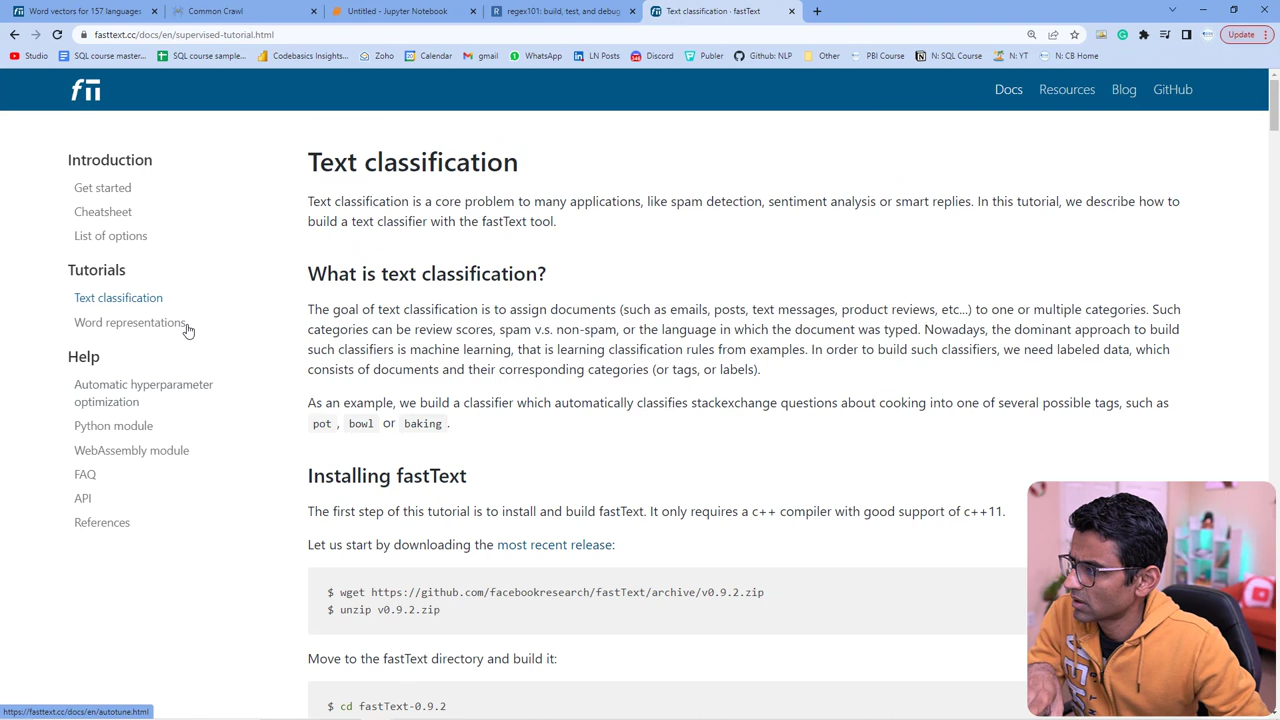 Word vectors for 157 languages
Common Crawl
Untitled - Jupyter Notebook
regex101: build, test, and debug
Text classification · fastText
fasttext.cc/docs/en/supervised-tutorial.html
Update
Studio
SQL course master...
SQL course sample...
Codebasics Insights...
Zoho
Calendar
gmail
WhatsApp
LN Posts
Discord
Publer
Github: NLP
Other
PBI Course
N: SQL Course
N: YT
N: CB Home
Docs
Resources
Blog
GitHub
Introduction
Get started
Cheatsheet
List of options
Tutorials
Text classification
Word representations
Help
Automatic hyperparameter
optimization
Python module
WebAssembly module
FAQ
API
References
Text classification
Text classification is a core problem to many applications, like spam detection, sentiment analysis or smart replies. In this tutorial, we describe how to
build a text classifier with the fastText tool.
What is text classification?
The goal of text classification is to assign documents (such as emails, posts, text messages, product reviews, etc...) to one or multiple categories. Such
categories can be review scores, spam v.s. non-spam, or the language in which the document was typed. Nowadays, the dominant approach to build
such classifiers is machine learning, that is learning classification rules from examples. In order to build such classifiers, we need labeled data, which
consists of documents and their corresponding categories (or tags, or labels).
As an example, we build a classifier which automatically classifies stackexchange questions about cooking into one of several possible tags, such as
pot , bowl or baking .
Installing fastText
The first step of this tutorial is to install and build fastText. It only requires a c++ compiler with good support of c++11.
Let us start by downloading the most recent release:
$ wget https://github.com/facebookresearch/fastText/archive/v0.9.2.zip
$ unzip v0.9.2.zip
Move to the fastText directory and build it:
$ cd fastText-0.9.2
https://fasttext.cc/docs/en/autotune.html